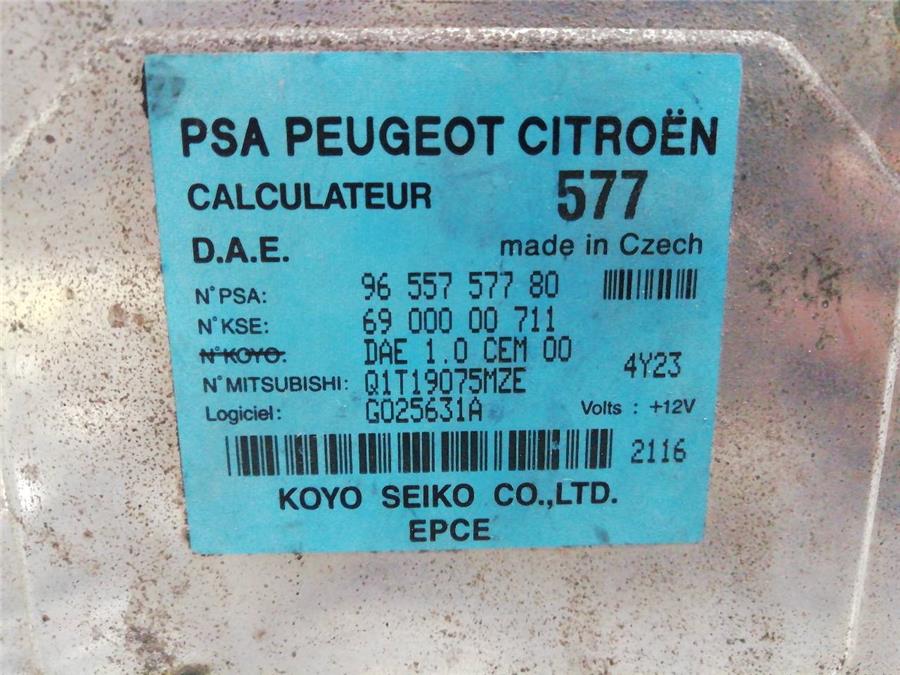 PSA PEUGEOT CITROËN
CALCULATEUR 577
D.A.E. made in Czech
N°PSA: 96 557 577 80
N°KSE: 69 000 00 711
N°KOYO: DAE 1.0 CEM 00
4Y23
N°MITSUBISHI: Q1T19075MZE
Logiciel: G025631A Volts : +12V
2116
KOYO SEIKO CO.,LTD.
EPCE